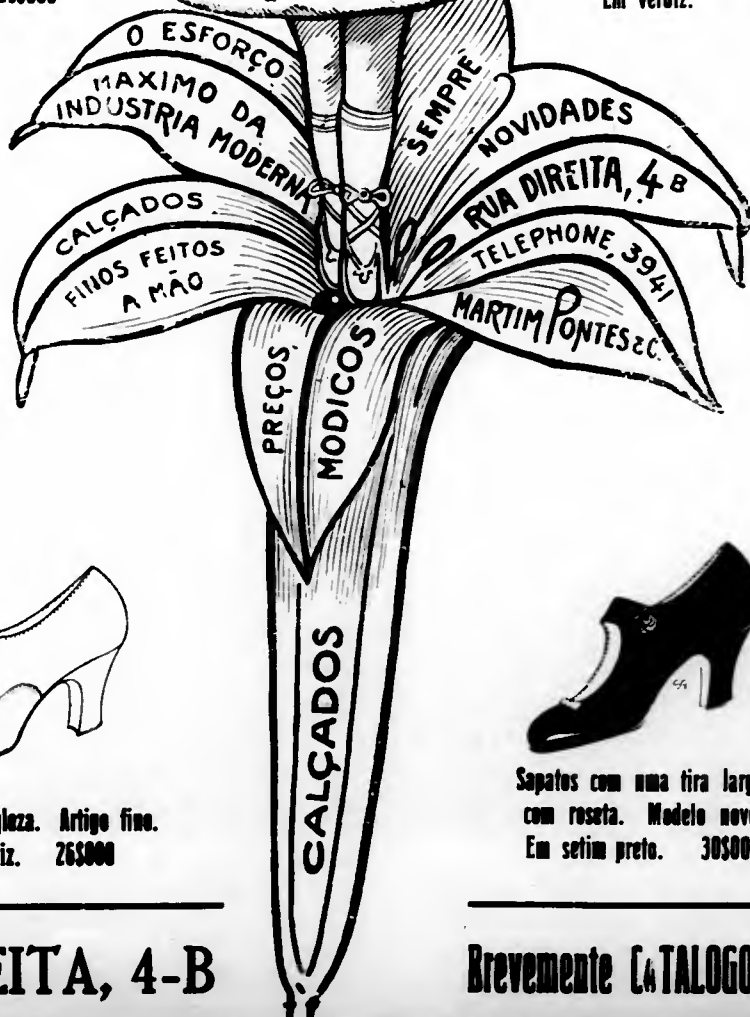 Em verniz.
O ESFORÇO
MAXIMO DA
INDUSTRIA MODERNA
CALÇADOS
FINOS FEITOS
A MÃO
SEMPRE
NOVIDADES
RUA DIREITA, 4 B
TELEPHONE, 3941
MARTIM PONTES & C.
PREÇOS
MODICOS
CALÇADOS
Artigo fino.
26$000
Sapatos com uma tira
com roseta. Modelo
Em setim preto.
EITA, 4-B
Brevemente CATALOGO